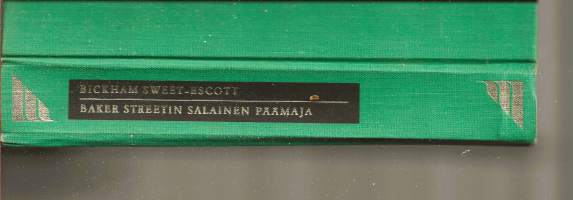 BICKHAM SWEET-ESCOTT
BAKER STREETIN SALAINEN PÄÄMAJA